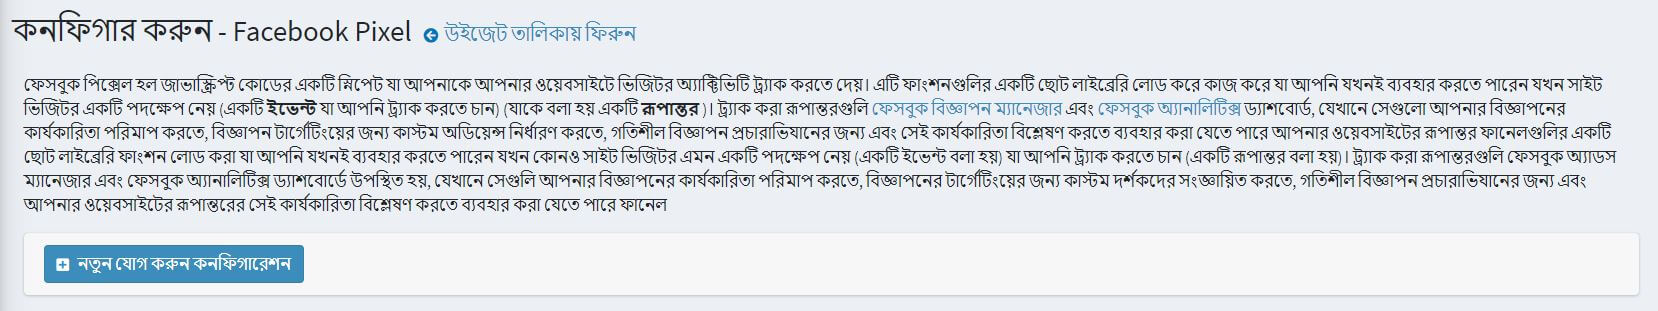 কনফিগার করুন - Facebook Pixel উইজেট তালিকায় ফিরুন
ফেসবুক পিক্সেল হল জাভাস্ক্রিপ্ট কোডের একটি স্নিপেট যা আপনাকে আপনার ওয়েবসাইটে ভিজিটর অ্যাক্টিভিটি ট্র্যাক করতে দেয়। এটি ফাংশনগুলির একটি ছোট লাইব্রেরি লোড করে কাজ করে যা আপনি যখনই ব্যবহার করতে পারেন যখন সাইট
ভিজিটর একটি পদক্ষেপ নেয় (একটি ইভেন্ট যা আপনি ট্র্যাক করতে চান) (যাকে বলা হয় একটি রূপান্তর )। ট্র্যাক করা রূপান্তরগুলি ফেসবুক বিজ্ঞাপন ম্যানেজার এবং ফেসবুক অ্যানালিটিক্স ড্যাশবোর্ড, যেখানে সেগুলো আপনার বিজ্ঞাপনের
কার্যকারিতা পরিমাপ করতে, বিজ্ঞাপন টার্গেটিংয়ের জন্য কাস্টম অডিয়েন্স নির্ধারণ করতে, গতিশীল বিজ্ঞাপন প্রচারাভিযানের জন্য এবং সেই কার্যকারিতা বিশ্লেষণ করতে ব্যবহার করা যেতে পারে আপনার ওয়েবসাইটের রূপান্তর ফানেলগুলির একটি
ছোট লাইব্রেরি ফাংশন লোড করা যা আপনি যখনই ব্যবহার করতে পারেন যখন কোনও সাইট ভিজিটর এমন একটি পদক্ষেপ নেয় (একটি ইভেন্ট বলা হয়) যা আপনি ট্র্যাক করতে চান (একটি রূপান্তর বলা হয়)। ট্র্যাক করা রূপান্তরগুলি ফেসবুক অ্যাডস
ম্যানেজার এবং ফেসবুক অ্যানালিটিক্স ড্যাশবোর্ডে উপস্থিত হয়, যেখানে সেগুলি আপনার বিজ্ঞাপনের কার্যকারিতা পরিমাপ করতে, বিজ্ঞাপনের টার্গেটিংয়ের জন্য কাস্টম দর্শকদের সংজ্ঞায়িত করতে, গতিশীল বিজ্ঞাপন প্রচারাভিযানের জন্য এবং
আপনার ওয়েবসাইটের রূপান্তরের সেই কার্যকারিতা বিশ্লেষণ করতে ব্যবহার করা যেতে পারে ফানেল
নতুন যোগ করুন কনফিগারেশন